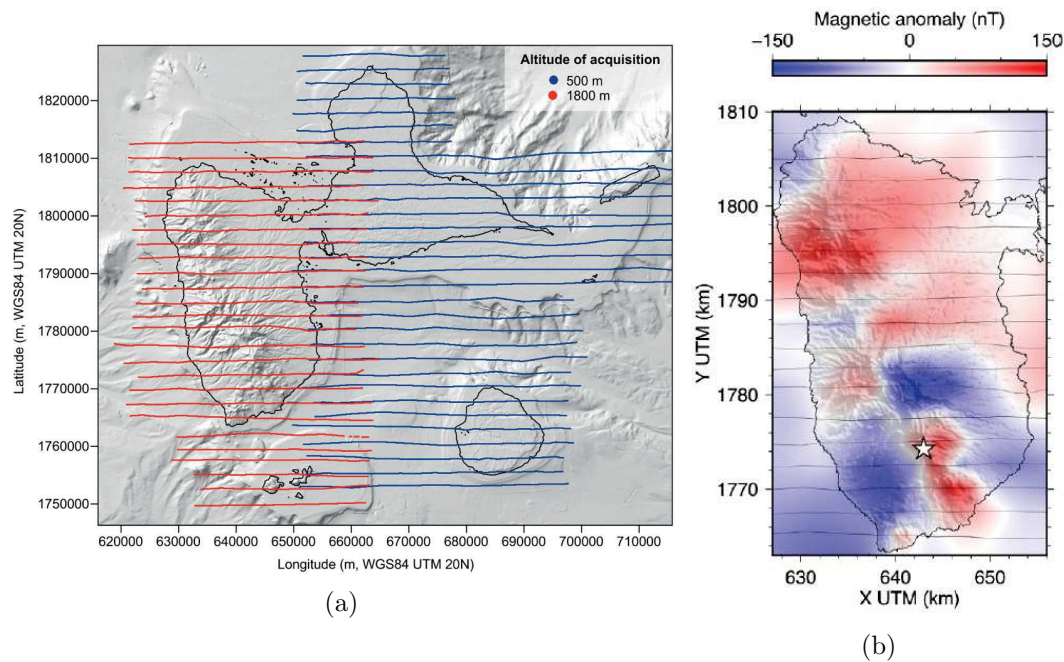 Altitude of acquisition
500 m
1800 m
1820000
1810000
1800000
1790000
1780000
1770000
1760000
1750000
Latitude (m, WGS84 UTM 20N)
620000 630000 640000 650000 660000 670000 680000 690000 700000 710000
Longitude (m, WGS84 UTM 20N)
(a)
Magnetic anomaly (nT)
−150 0 150
1810
1800
1790
1780
1770
Y UTM (km)
630 640 650
X UTM (km)
(b)